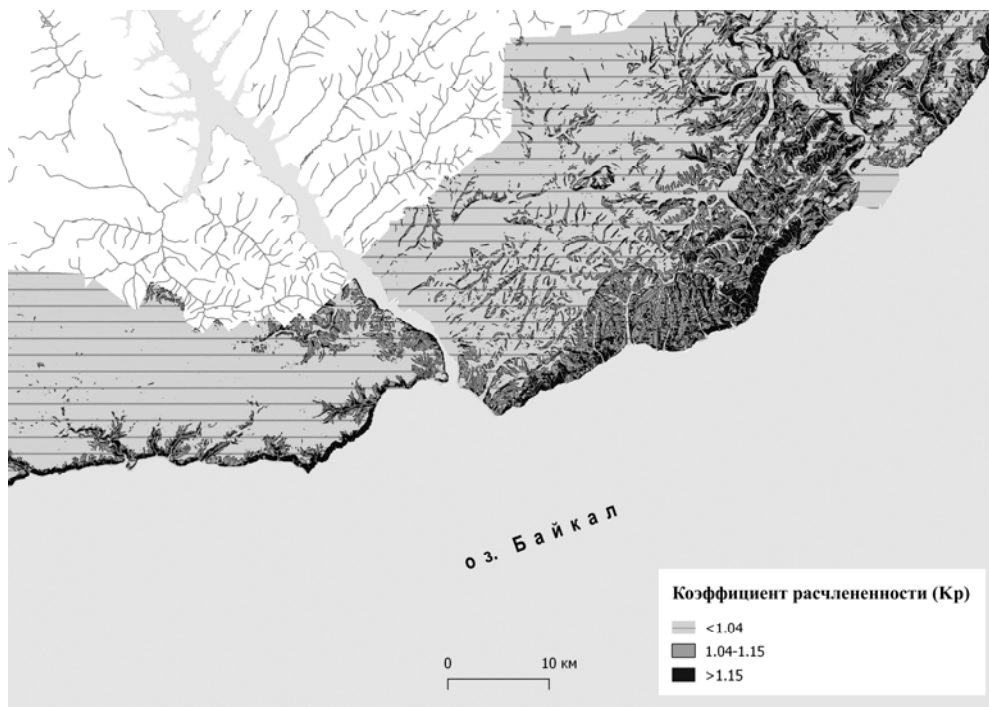 оз. Байкал
Коэффициент расчлененности (Кр)
<1.04
1.04-1.15
>1.15
0 10 км